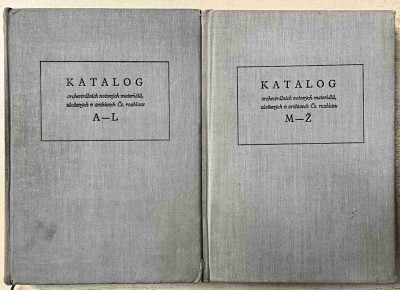 KATALOG
orchestrálních notových materiálů,
uložených v archivech Čs. rozhlasu
A—L
KATALOG
orchestrálních notových materiálů,
uložených v archivech Čs. rozhlasu
M—Ž